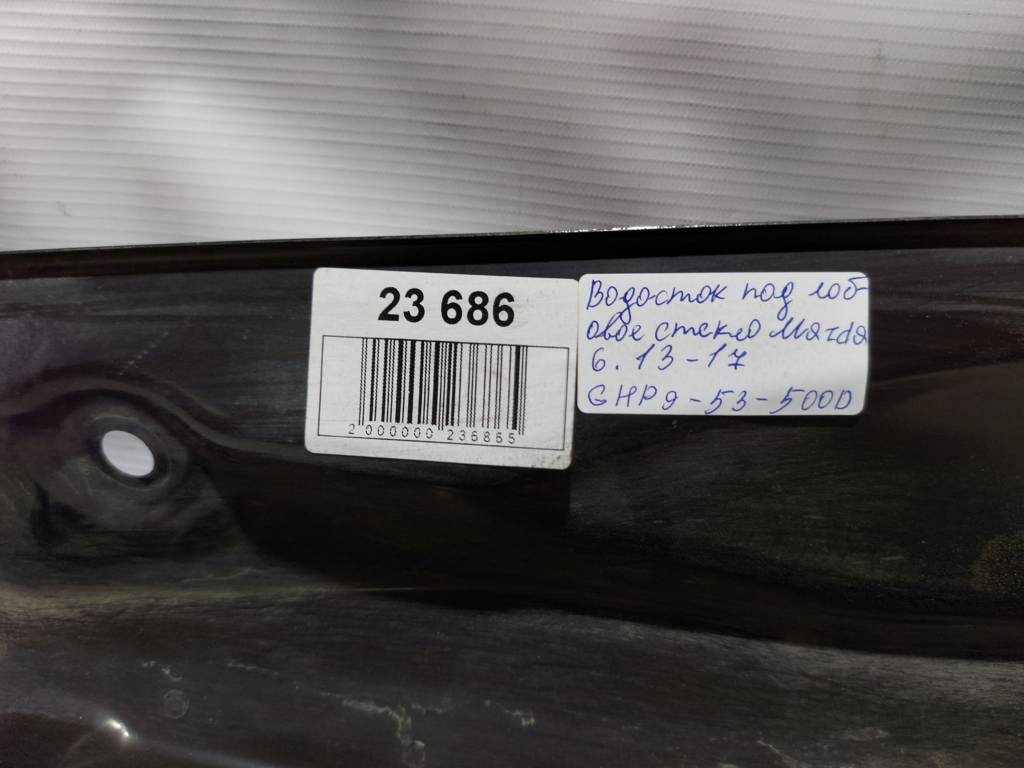 23 686
2 000000 236865
Водосток под лоб-
овое стекло Mazda
6. 13-17
GHP9-53-500D